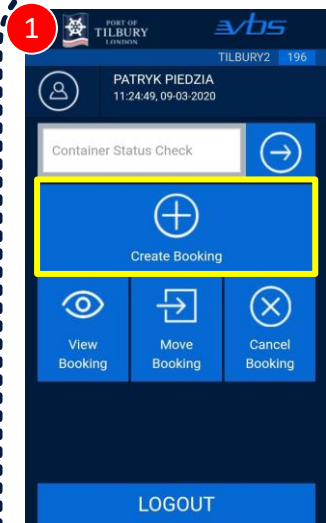 1
PORT OF
TILBURY
LONDON
vbs
TILBURY2 196
PATRYK PIEDZIA
11:24:49, 09-03-2020
Container Status Check
Create Booking
View
Booking
Move
Booking
Cancel
Booking
LOGOUT